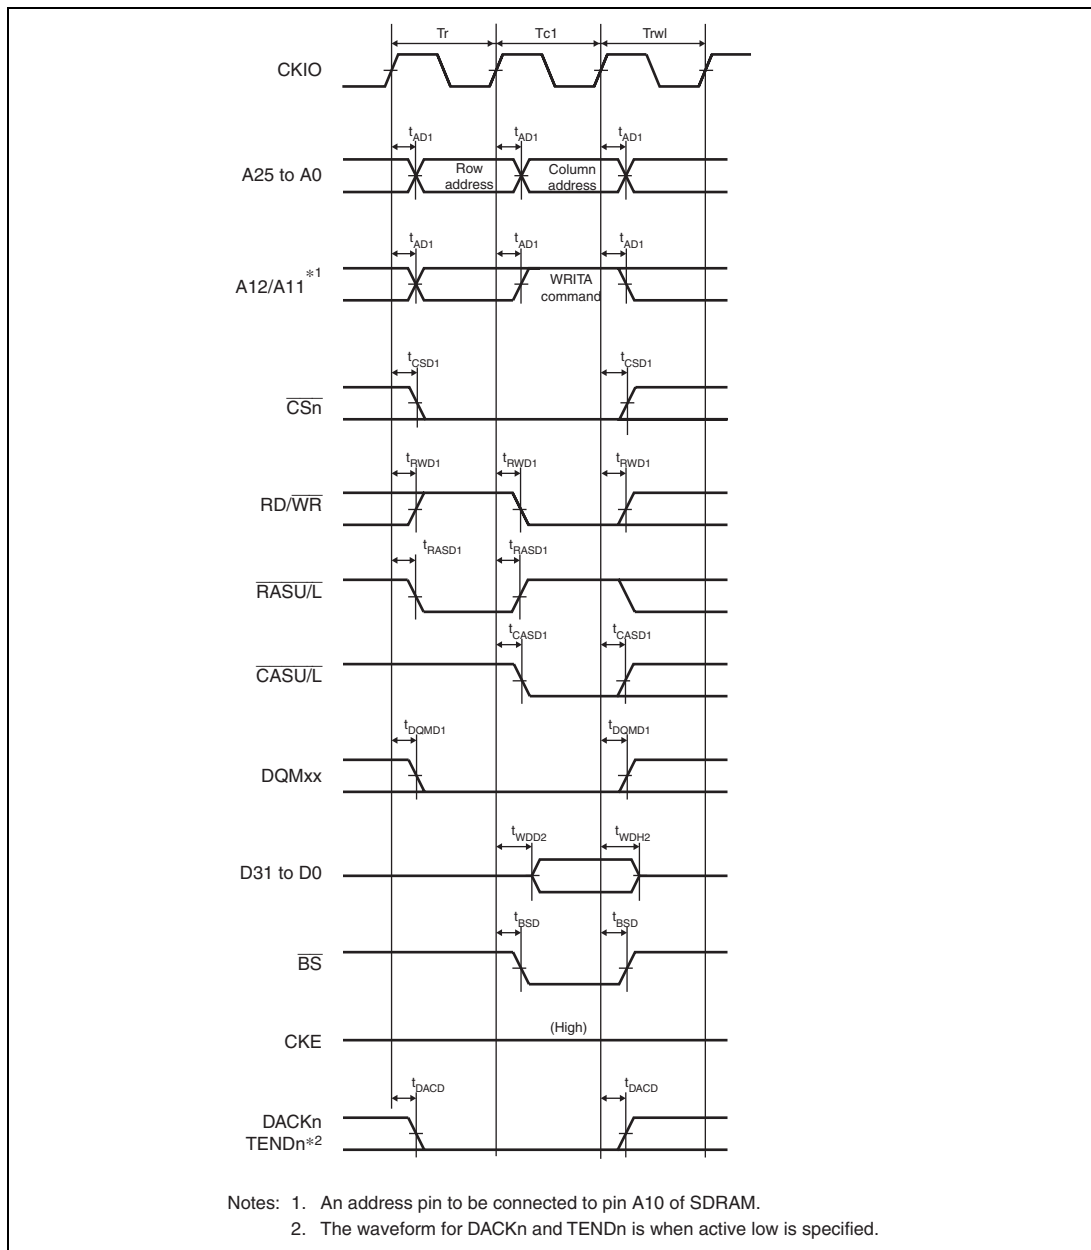 Tr Tc1 Trwl
CKIO
tAD1 tAD1 tAD1
A25 to A0
Row address
Column address
tAD1 tAD1 tAD1
A12/A11*1
WRITA command
tCSD1 tCSD1
CSn
tRWD1 tRWD1 tRWD1
RD/WR
tRASD1 tRASD1
RASU/L
tCASD1 tCASD1
CASU/L
tDQMD1 tDQMD1
DQMxx
tWDD2 tWDH2
D31 to D0
tBSD tBSD
BS
(High)
CKE
tDACD tDACD
DACKn
TENDn*2
Notes: 1. An address pin to be connected to pin A10 of SDRAM.
2. The waveform for DACKn and TENDn is when active low is specified.